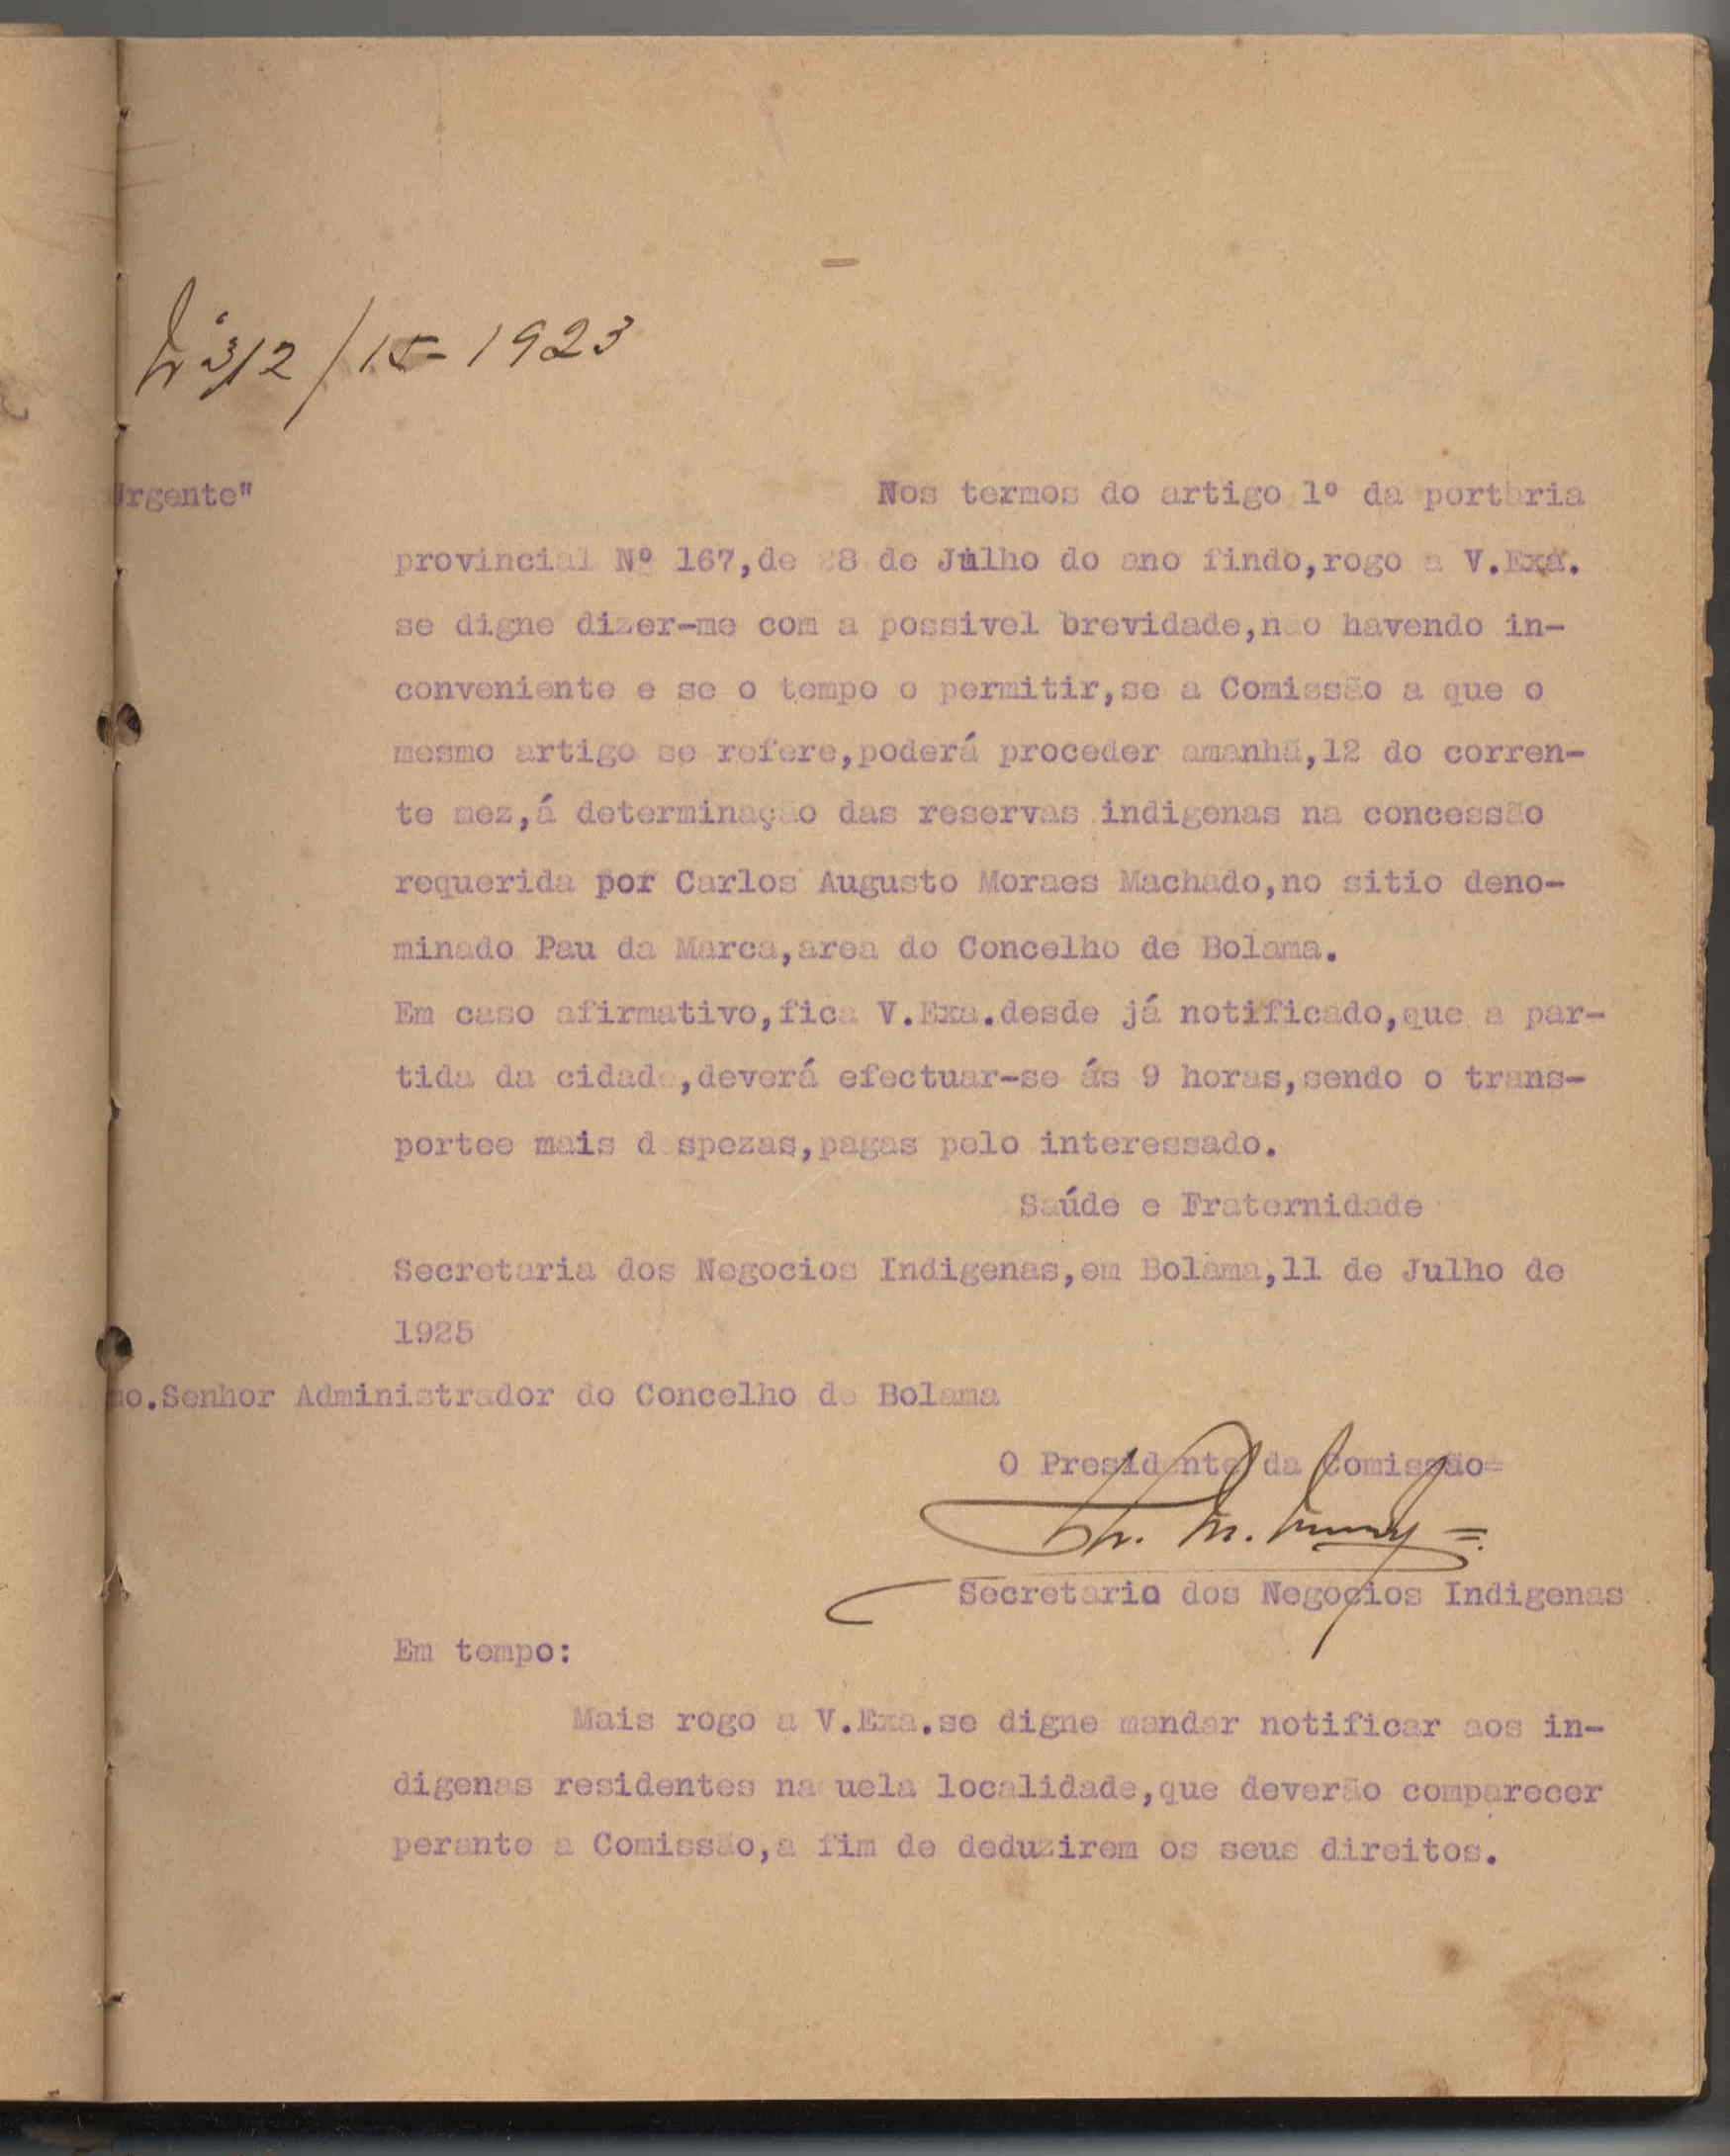 Nº 312 / 15- 1923
Urgente"
Nos termos do artigo 1º da portaria
provincial Nº 167,de 28 de Julho do ano findo,rogo a V.Exa.
se digne dizer-me com a possivel brevidade,não havendo in-
conveniente e se o tempo o permitir,se a Comissão a que o
mesmo artigo se refere,poderá proceder amanhã,12 do corren-
te mez,á determinação das reservas indigenas na concessão
requerida por Carlos Augusto Moraes Machado,no sitio deno-
minado Pau da Marca,area do Concelho de Bolama.
Em caso afirmativo,fica V.Exa.desde já notificado,que a par-
tida da cidade,deverá efectuar-se ás 9 horas,sendo o trans-
portee mais despezas,pagas pelo interessado.
Saúde e Fraternidade
Secretaria dos Negocios Indigenas,em Bolama,11 de Julho de
1925
mo.Senhor Administrador do Concelho de Bolama
O Presidente da Comissão=
Secretario dos Negocios Indigenas
Em tempo:
Mais rogo a V.Exa.se digne mandar notificar aos in-
digenas residentes naquela localidade,que deverão comparecer
perante a Comissão,a fim de deduzirem os seus direitos.